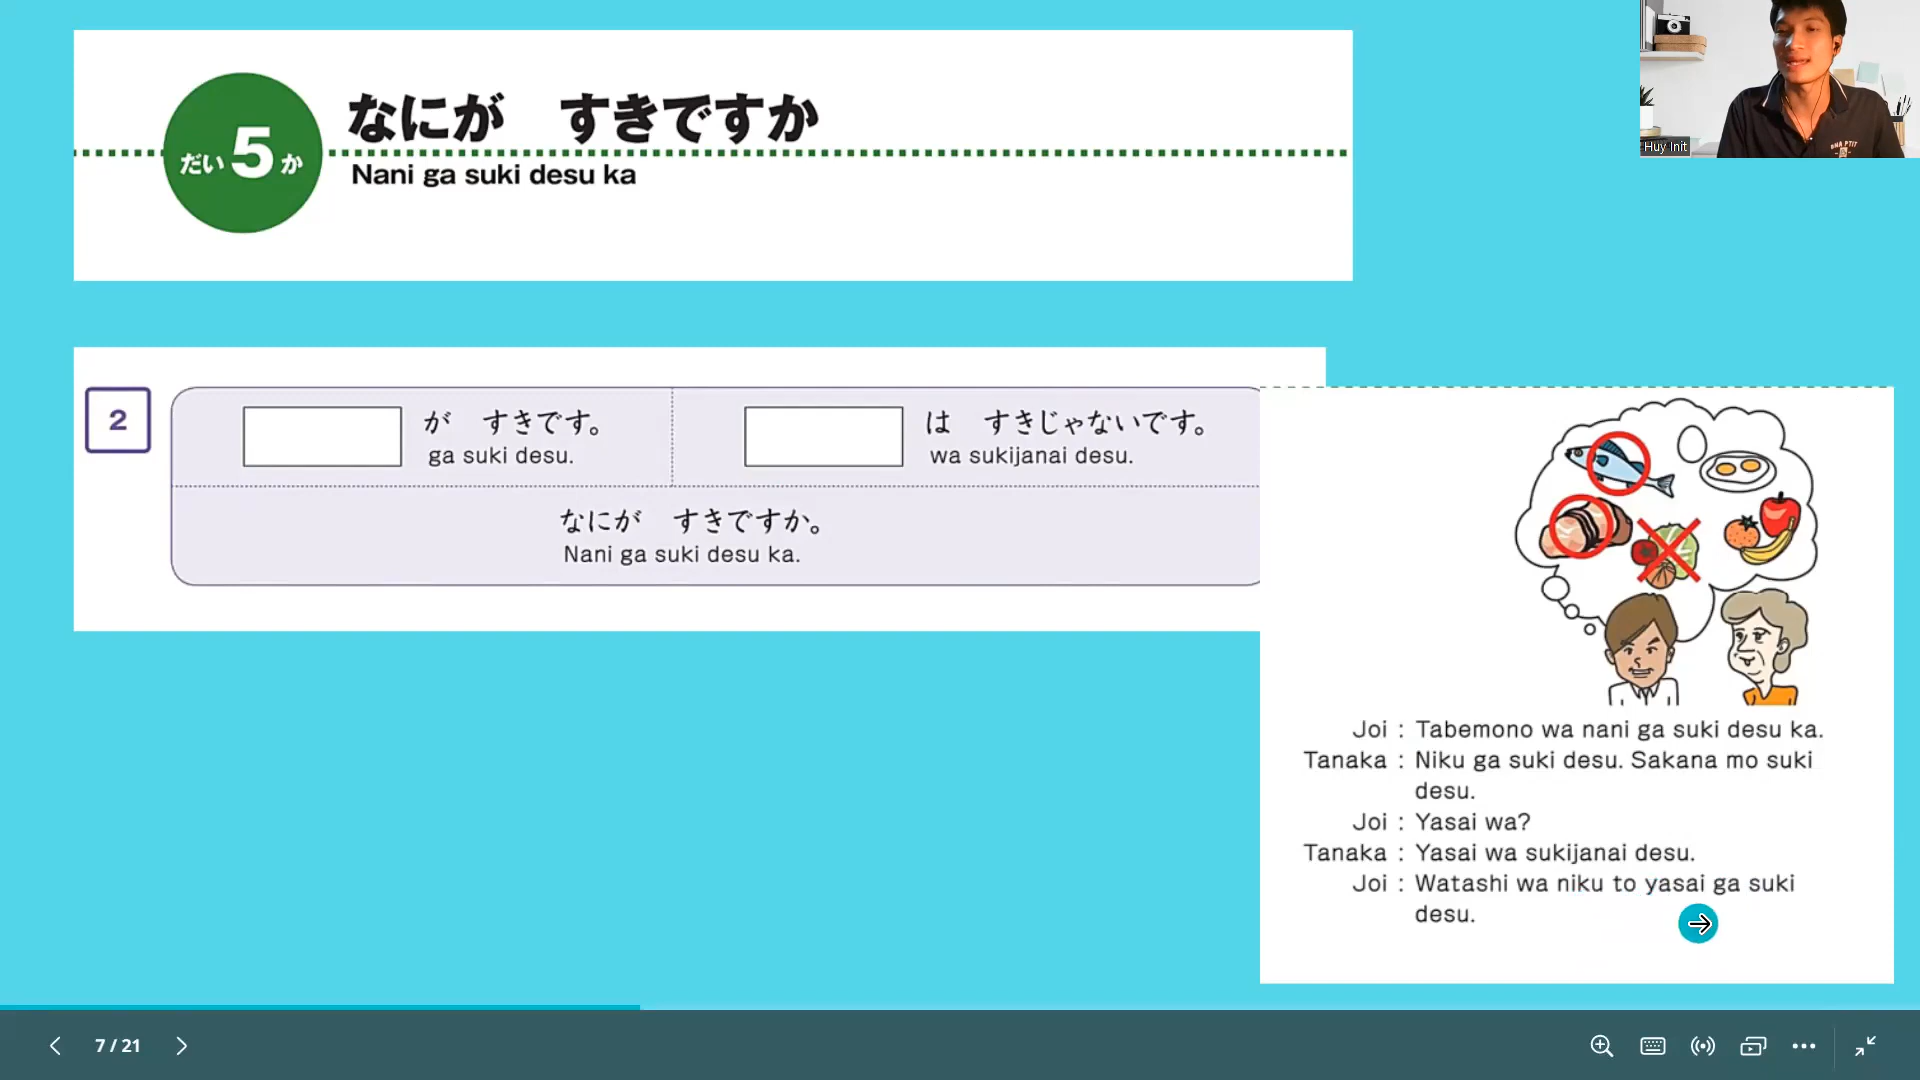 なにが すきですか
だい5か
Nani ga suki desu ka
Huy Init
2
が すきです。
は すきじゃないです。
ga suki desu.
wa sukijanai desu.
なにが すきですか。
Nani ga suki desu ka.
Joi : Tabemono wa nani ga suki desu ka.
Tanaka : Niku ga suki desu. Sakana mo suki
desu.
Joi : Yasai wa?
Tanaka : Yasai wa sukijanai desu.
Joi : Watashi wa niku to yasai ga suki
desu.
7 / 21